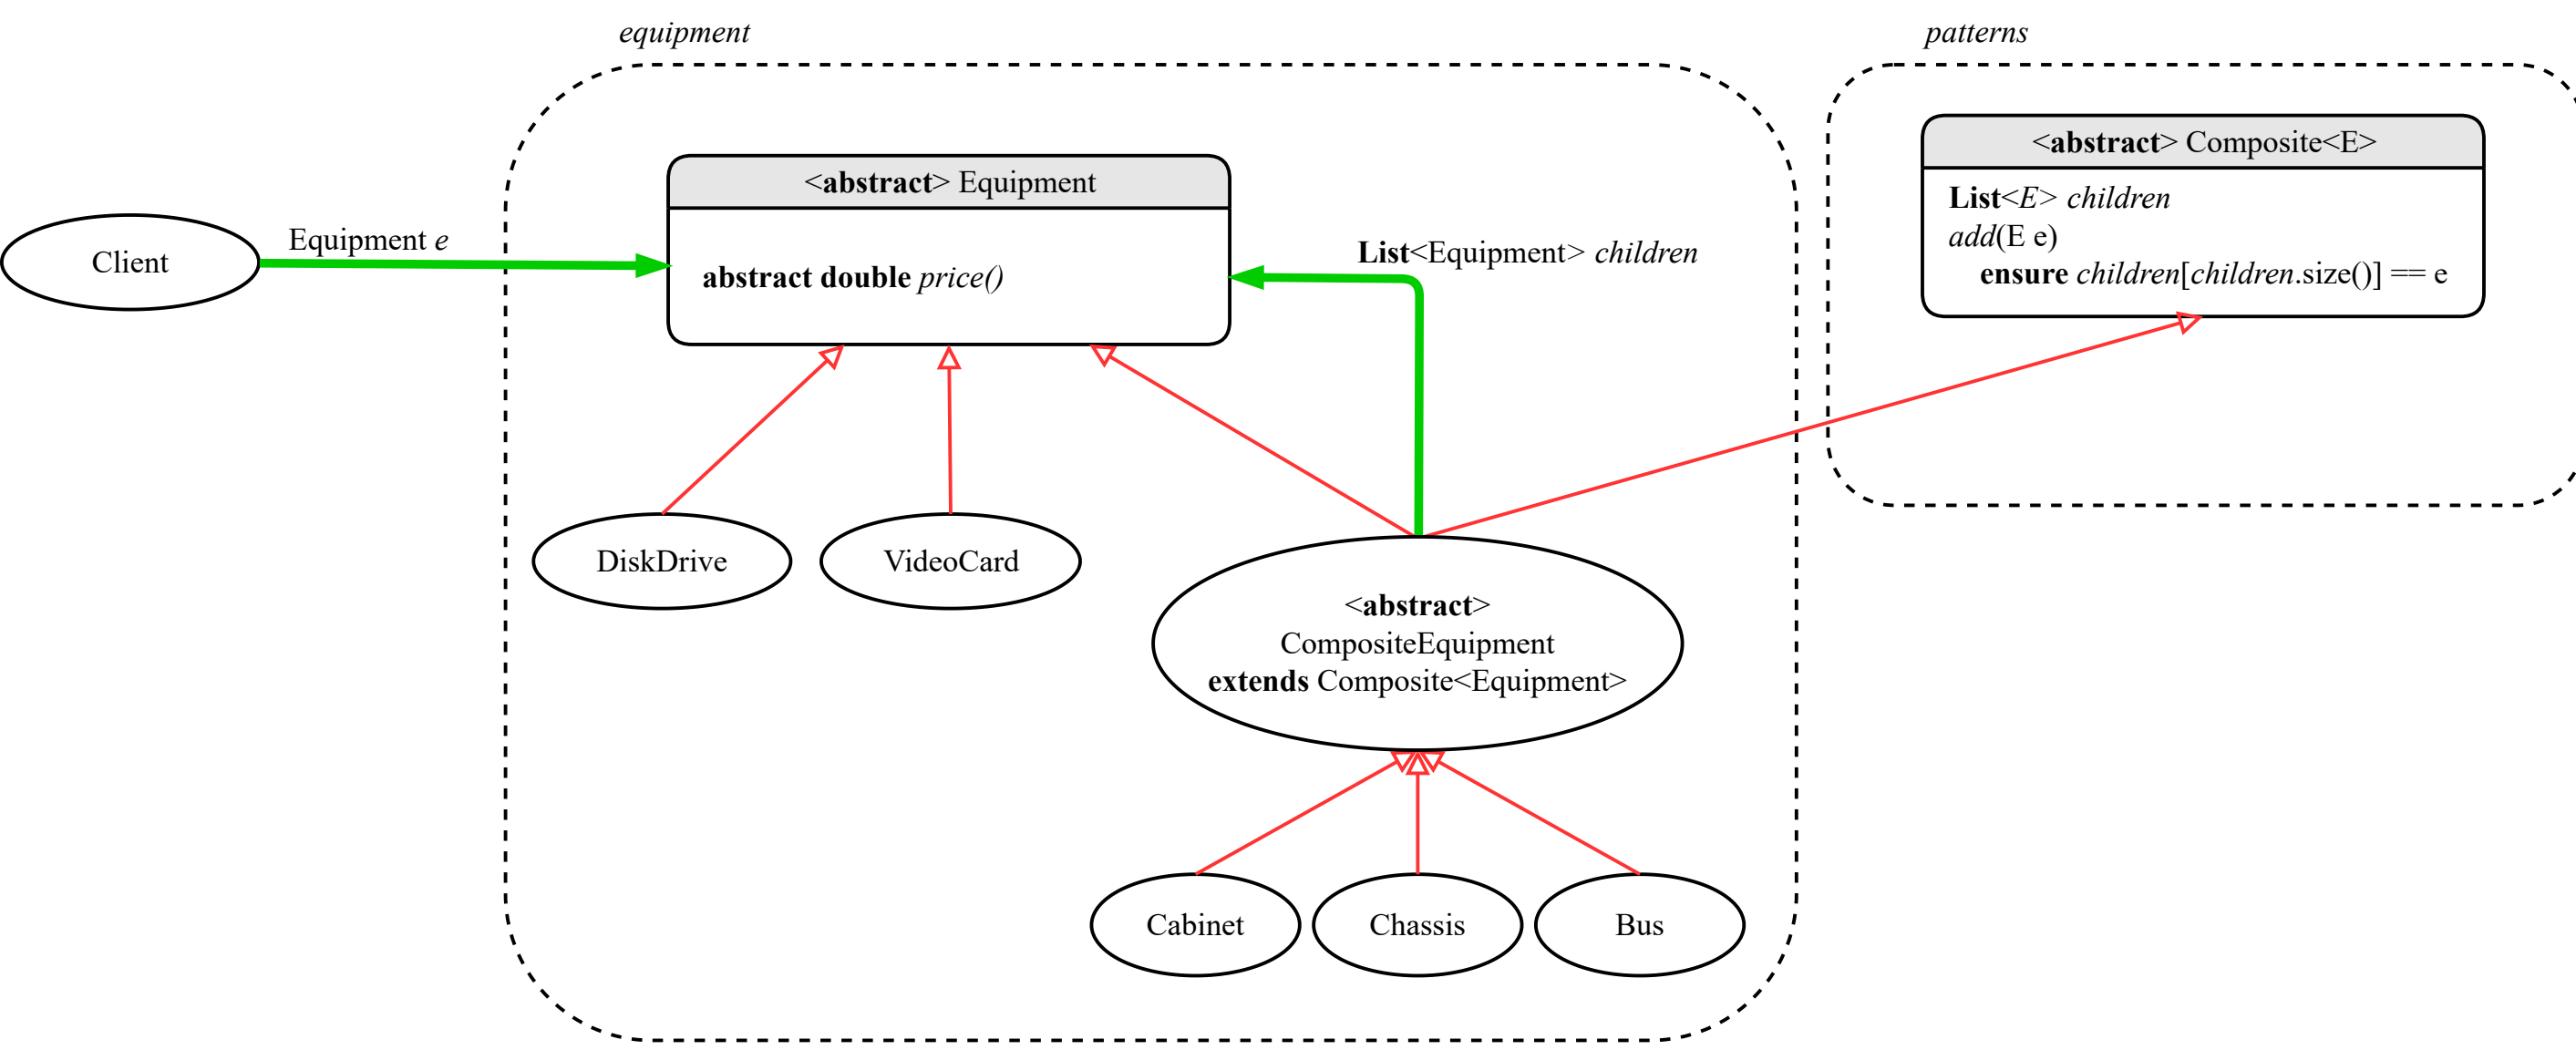 equipment
patterns
<abstract> Equipment
abstract double price()
<abstract> Composite<E>
List<E> children
add(E e)
ensure children[children.size()] == e
Client
Equipment e
List<Equipment> children
DiskDrive
VideoCard
<abstract>
CompositeEquipment
extends Composite<Equipment>
Cabinet
Chassis
Bus